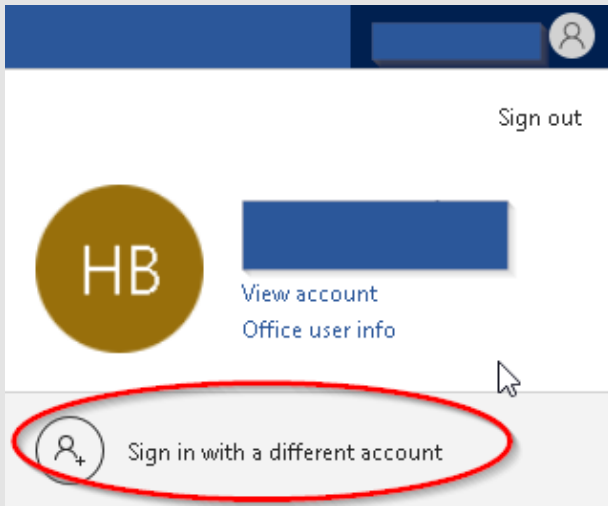 Sign out
HB
View account
Office user info
Sign in with a different account